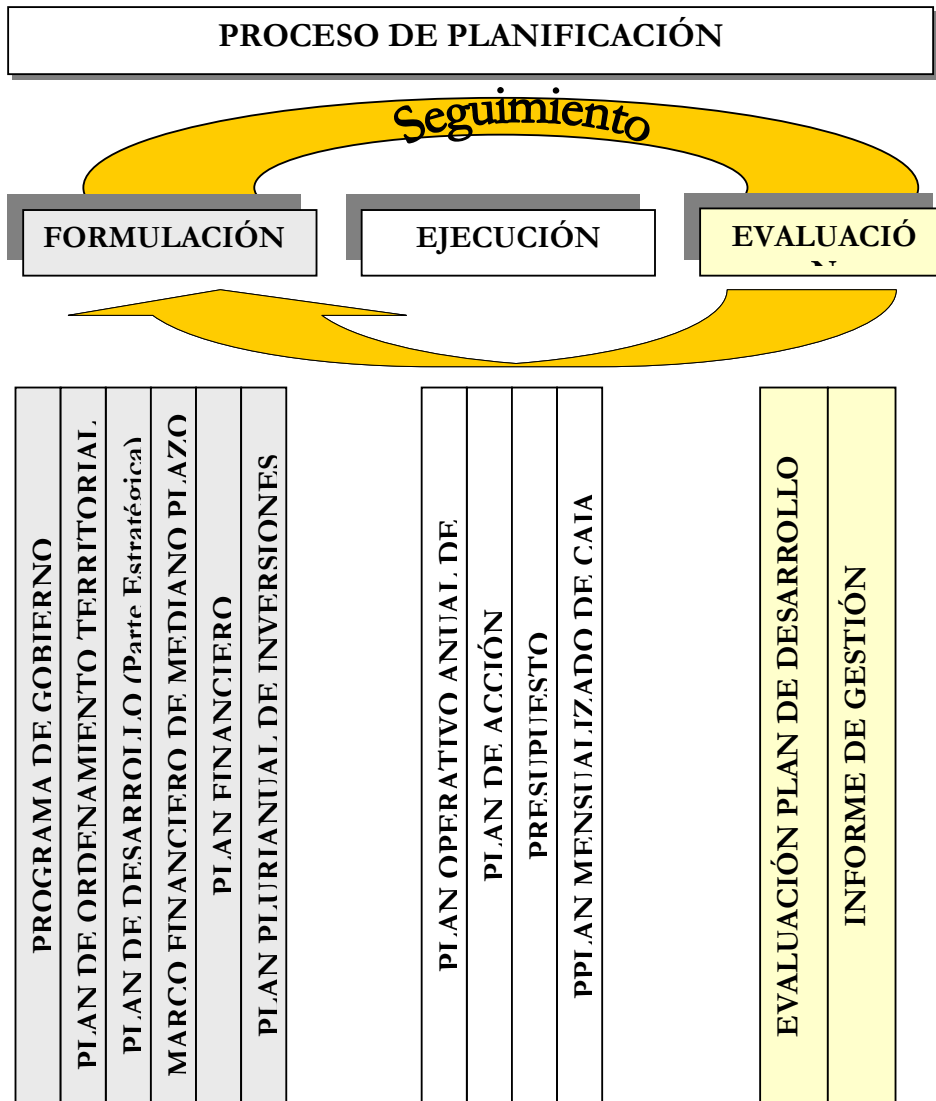 PROCESO DE PLANIFICACIÓN
Seguimiento
FORMULACIÓN
EJECUCIÓN
EVALUACIÓ
N
PROGRAMA DE GOBIERNO
PLAN DE ORDENAMIENTO TERRITORIAL
PLAN DE DESARROLLO (Parte Estratégica)
MARCO FINANCIERO DE MEDIANO PLAZO
PLAN FINANCIERO
PLAN PLURIANUAL DE INVERSIONES
PLAN OPERATIVO ANUAL DE
PLAN DE ACCIÓN
PRESUPUESTO
PPLAN MENSUALIZADO DE CAJA
EVALUACIÓN PLAN DE DESARROLLO
INFORME DE GESTIÓN